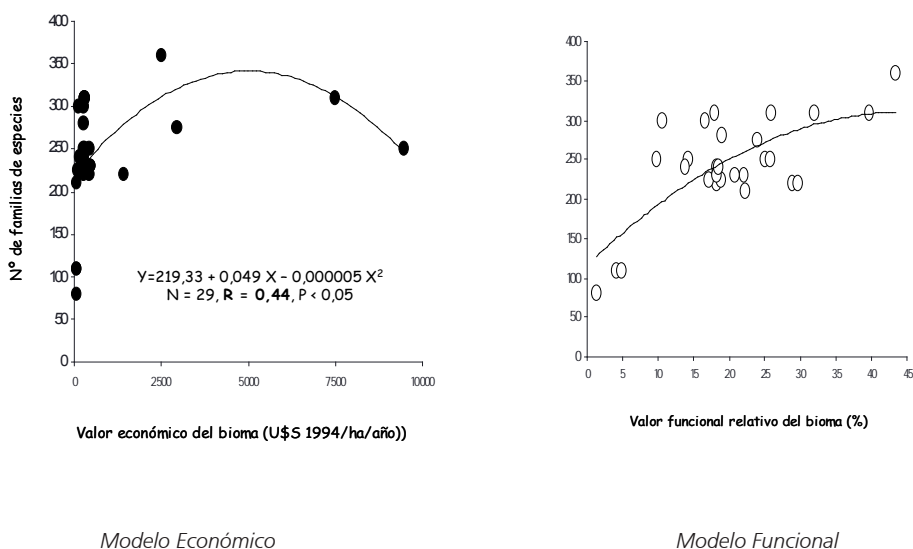 400
350
300
250
200
150
100
50
0
Nº de familias de especies
Y=219,33 + 0,049 X - 0,000005 X²
N = 29, R = 0,44, P < 0,05
0 2500 5000 7500 10000
Valor económico del bioma (U$S 1994/ha/año))
400
350
300
250
200
150
100
50
0
0 5 10 15 20 25 30 35 40 45
Valor funcional relativo del bioma (%)
Modelo Económico
Modelo Funcional